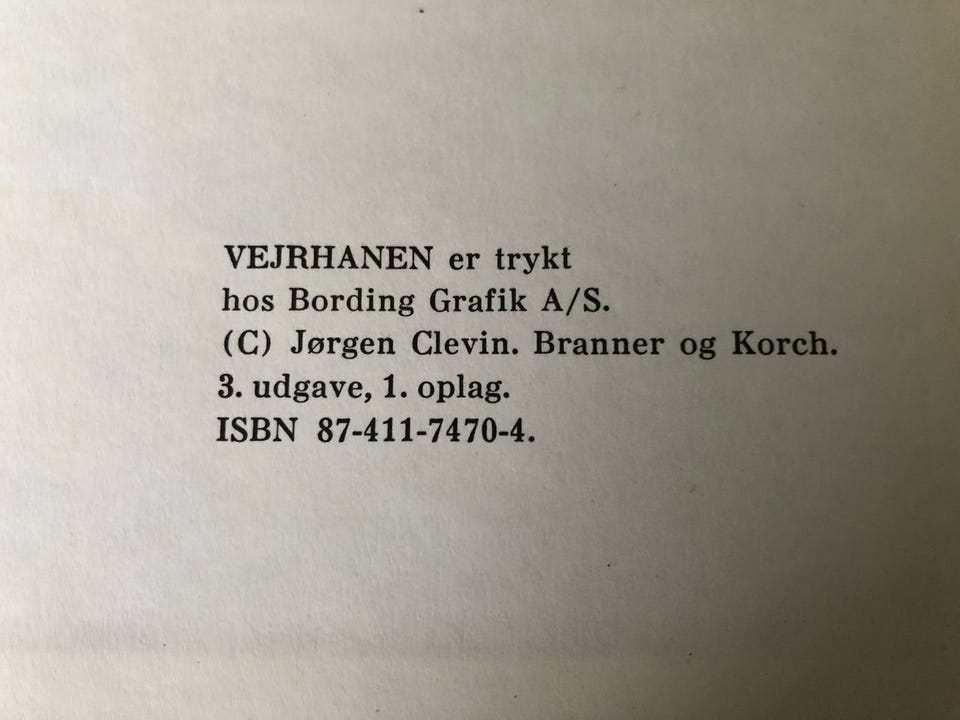 VEJRHANEN er trykt
hos Bording Grafik A/S.
(C) Jørgen Clevin. Branner og Korch.
3. udgave, 1. oplag.
ISBN 87-411-7470-4.